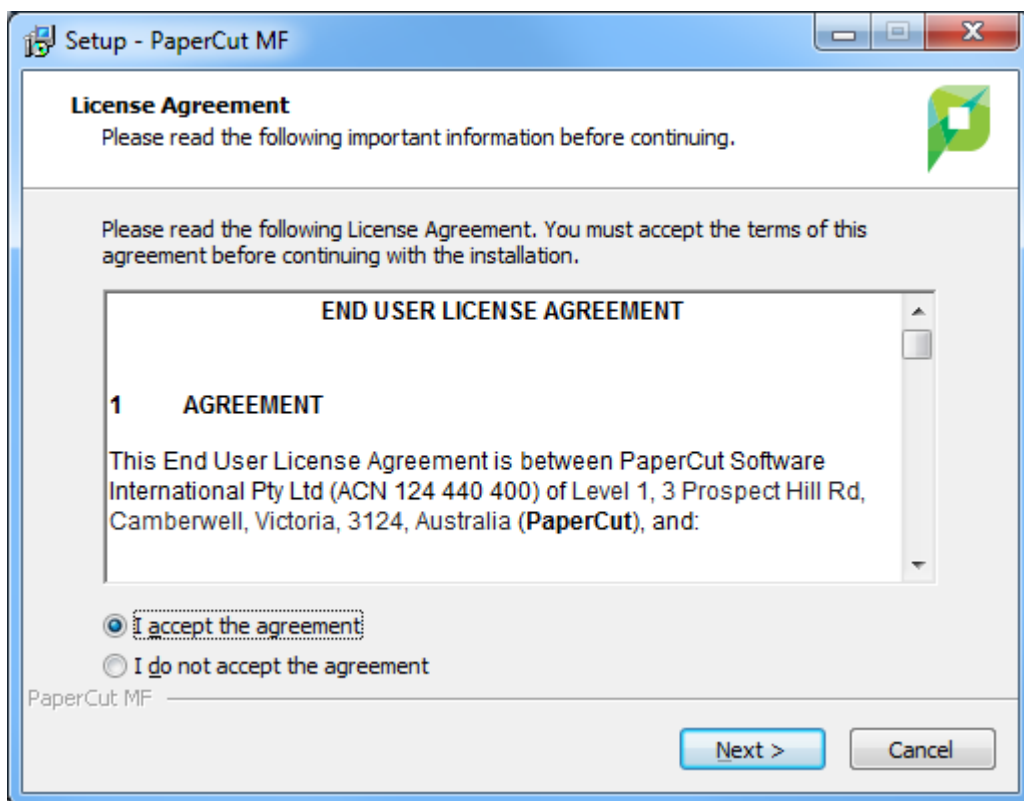 Setup - PaperCut MF
License Agreement
Please read the following important information before continuing.
Please read the following License Agreement. You must accept the terms of this
agreement before continuing with the installation.
END USER LICENSE AGREEMENT
1 AGREEMENT
This End User License Agreement is between PaperCut Software
International Pty Ltd (ACN 124 440 400) of Level 1, 3 Prospect Hill Rd,
Camberwell, Victoria, 3124, Australia (PaperCut), and:
I accept the agreement
I do not accept the agreement
PaperCut MF
Next >
Cancel